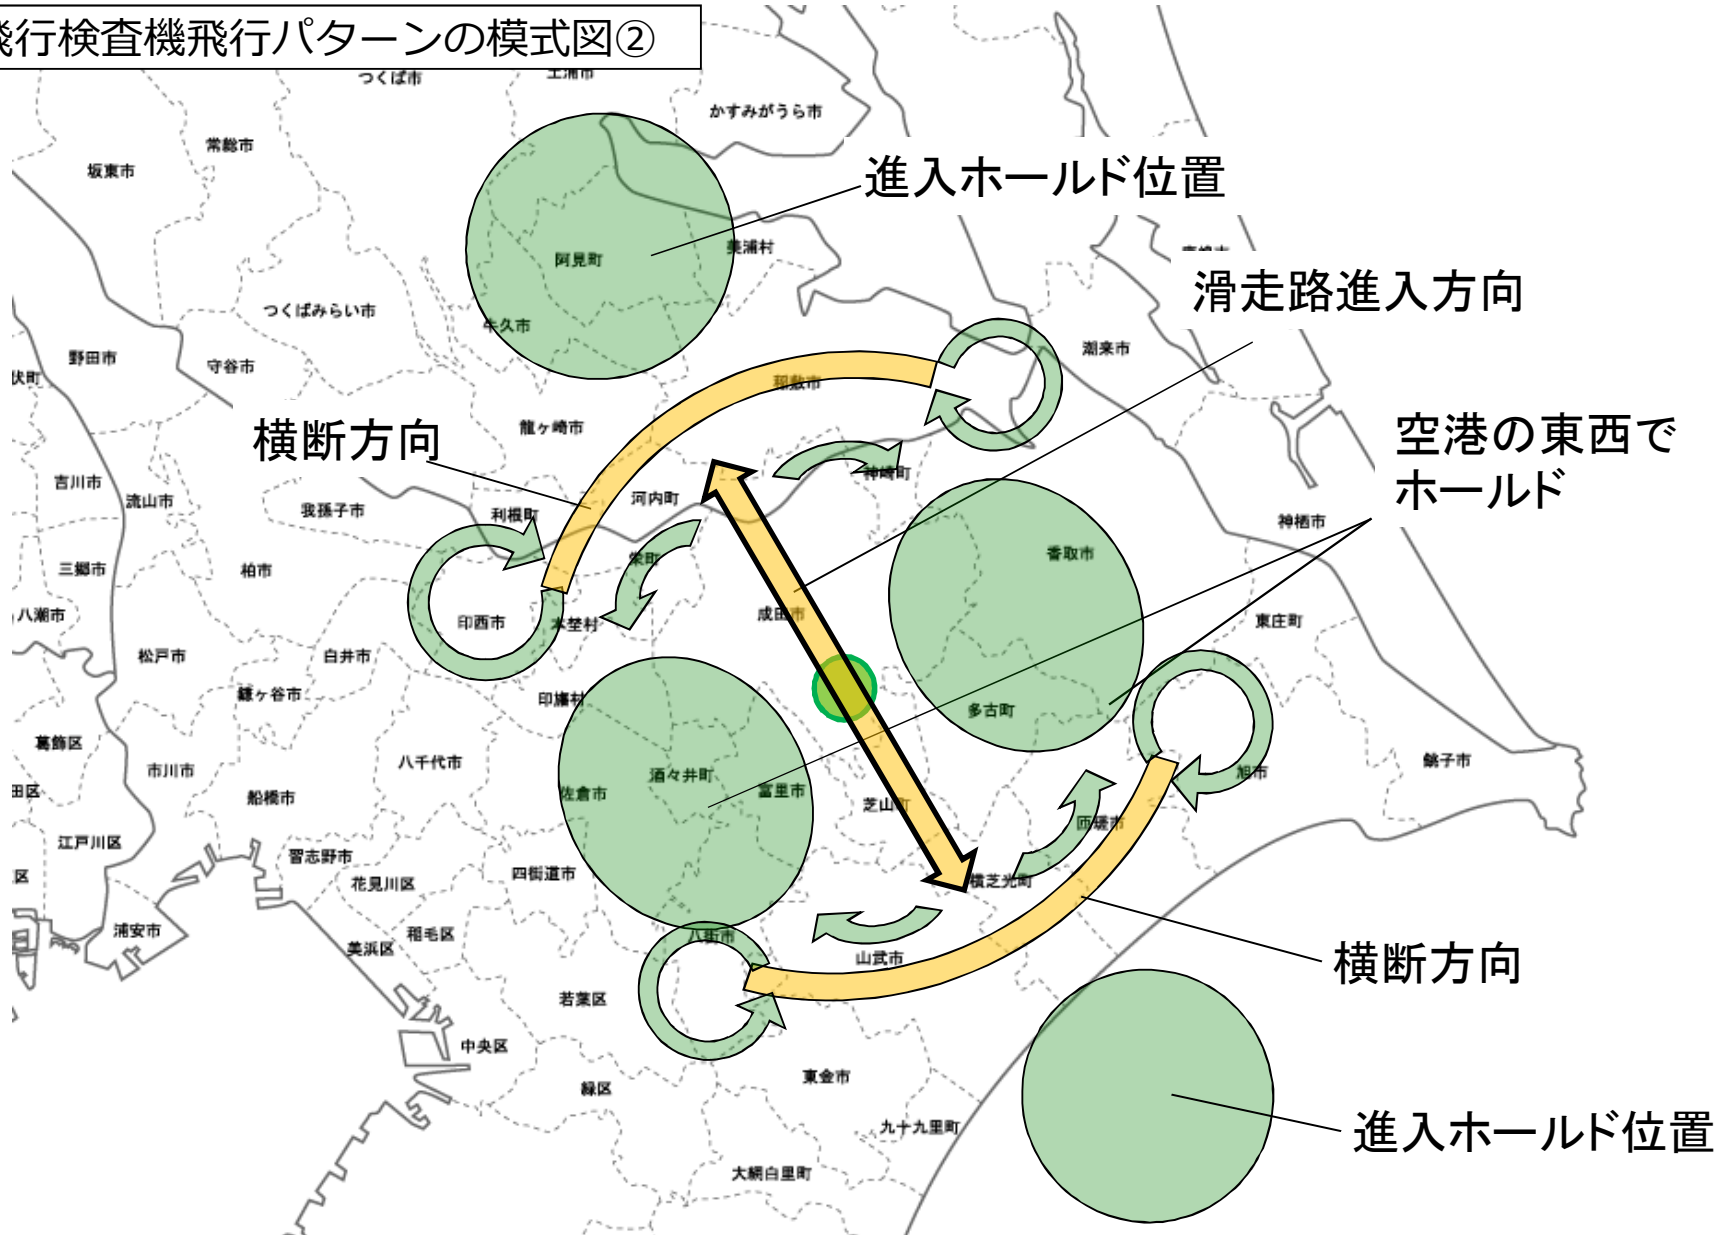 飛行検査機飛行パターンの模式図②
つくば市
土浦市
かすみがうら市
常総市
坂東市
進入ホールド位置
美浦村
阿見町
滑走路進入方向
つくばみらい市
牛久市
野田市
守谷市
潮来市
稲敷市
龍ヶ崎市
横断方向
空港の東西で
ホールド
吉川市
流山市
我孫子市
利根町
河内町
神崎町
神栖市
三郷市
柏市
栄町
香取市
八潮市
印西市
本埜村
成田市
東庄町
松戸市
白井市
鎌ヶ谷市
印旛村
多古町
葛飾区
市川市
八千代市
酒々井町
旭市
銚子市
船橋市
佐倉市
富里市
芝山町
匝瑳市
江戸川区
習志野市
花見川区
四街道市
横芝光町
浦安市
稲毛区
美浜区
八街市
山武市
横断方向
若葉区
中央区
緑区
東金市
九十九里町
進入ホールド位置
大網白里町